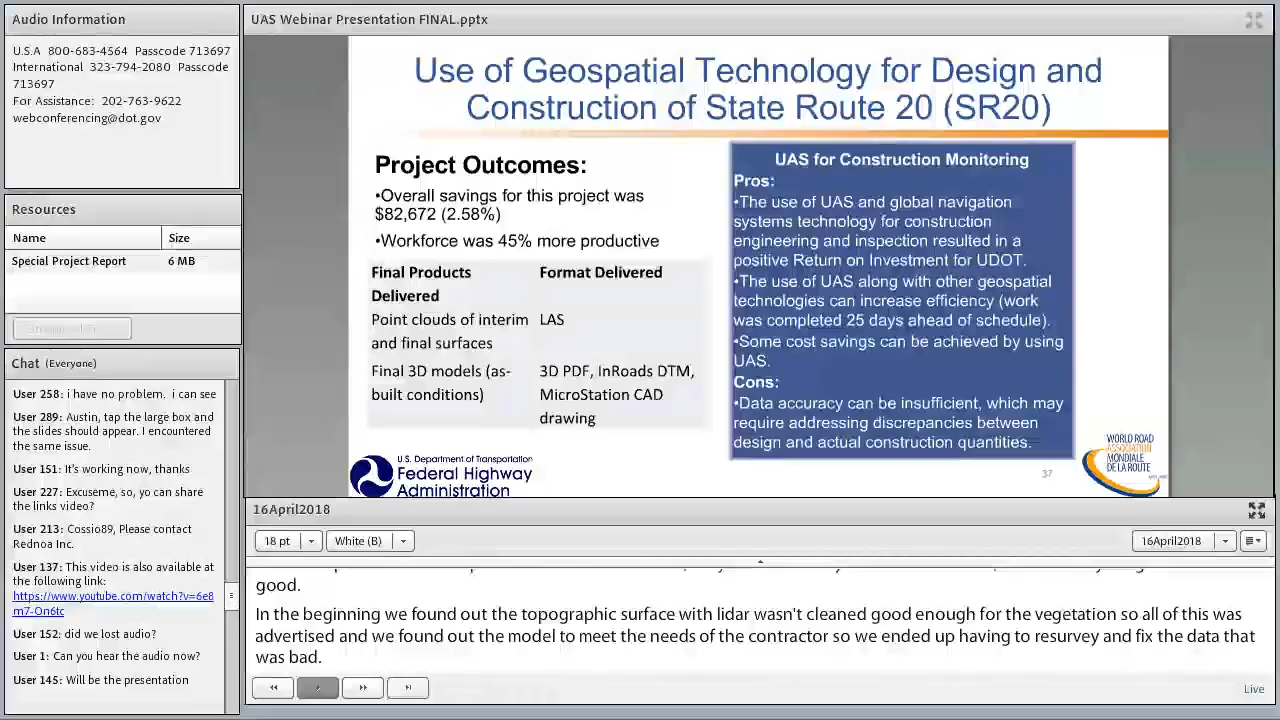 Audio Information
U.S.A 800-683-4564 Passcode 713697
International 323-794-2080 Passcode
713697
For Assistance: 202-763-9622
webconferencing@dot.gov
Resources
Name Size
Special Project Report 6 MB
Chat (Everyone)
User 258: i have no problem. i can see
User 289: Austin, tap the large box and
the slides should appear. I encountered
the same issue.
User 151: It's working now, thanks
User 227: Excuseme, so, yo can share
the links video?
User 213: Cossio89, Please contact
Rednoa Inc.
User 137: This video is also available at
the following link:
https://www.youtube.com/watch?v=6e8
m7-On6tc
User 152: did we lost audio?
User 1: Can you hear the audio now?
User 145: Will be the presentation
UAS Webinar Presentation FINAL.pptx
Use of Geospatial Technology for Design and
Construction of State Route 20 (SR20)
Project Outcomes:
•Overall savings for this project was
$82,672 (2.58%)
•Workforce was 45% more productive
Final Products Format Delivered
Delivered
Point clouds of interim LAS
and final surfaces
Final 3D models (as- 3D PDF, InRoads DTM,
built conditions) MicroStation CAD
drawing
UAS for Construction Monitoring
Pros:
•The use of UAS and global navigation
systems technology for construction
engineering and inspection resulted in a
positive Return on Investment for UDOT.
•The use of UAS along with other geospatial
technologies can increase efficiency (work
was completed 25 days ahead of schedule).
•Some cost savings can be achieved by using
UAS.
Cons:
•Data accuracy can be insufficient, which may
require addressing discrepancies between
design and actual construction quantities.
U.S. Department of Transportation
Federal Highway
Administration
37
WORLD ROAD
ASSOCIATION
MONDIALE
DE LA ROUTE
16April2018
18 pt White (B) 16April2018
good.
In the beginning we found out the topographic surface with lidar wasn't cleaned good enough for the vegetation so all of this was
advertised and we found out the model to meet the needs of the contractor so we ended up having to resurvey and fix the data that
was bad.
Live